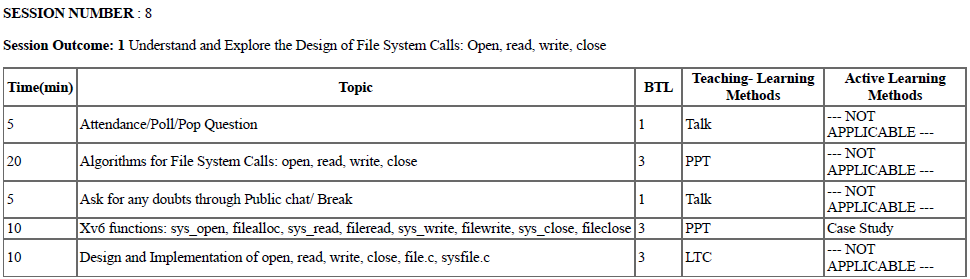 SESSION NUMBER : 8
Session Outcome: 1 Understand and Explore the Design of File System Calls: Open, read, write, close
Time(min) Topic BTL Teaching- Learning Methods Active Learning Methods
5 Attendance/Poll/Pop Question 1 Talk --- NOT APPLICABLE ---
20 Algorithms for File System Calls: open, read, write, close 3 PPT --- NOT APPLICABLE ---
5 Ask for any doubts through Public chat/ Break 1 Talk --- NOT APPLICABLE ---
10 Xv6 functions: sys_open, filealloc, sys_read, fileread, sys_write, filewrite, sys_close, fileclose 3 PPT Case Study
10 Design and Implementation of open, read, write, close, file.c, sysfile.c 3 LTC --- NOT APPLICABLE ---